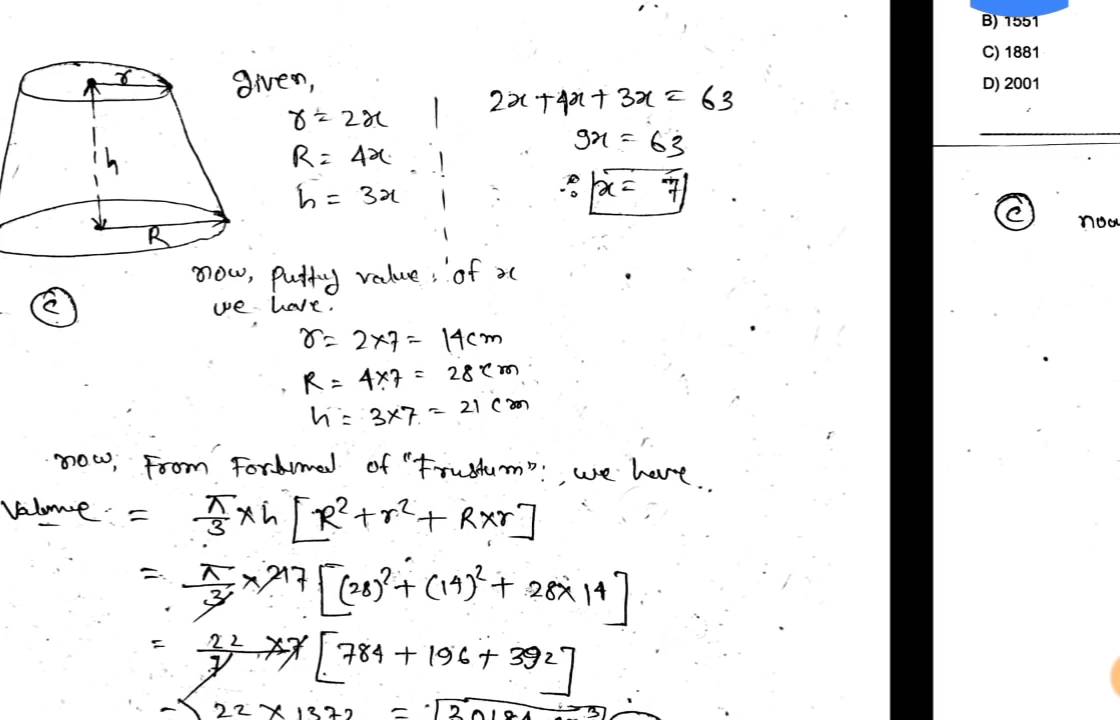 r
h
R
given,
r = 2x
R = 4x
h = 3x
2x + 4x + 3x = 63
9x = 63
∴ x = 7
now, putty value of x
we have.
C
r = 2×7 = 14cm
R = 4×7 = 28cm
h = 3×7 = 21cm
now, From of "Frustum": , we have..
Volume = π/3 × h [R² + r² + R×r]
= π/3 × 21 7 [(28)² + (14)² + 28×14]
= 22/7 × 7 [784 + 196 + 392]
= 22 × 1372 = 30184
B) 1551
C) 1881
D) 2001
C now